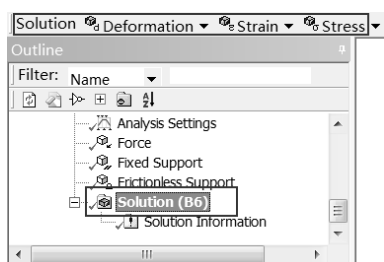 Solution Deformation Strain Stress
Outline
Filter: Name
Analysis Settings
Force
Fixed Support
Frictionless Support
Solution (B6)
Solution Information